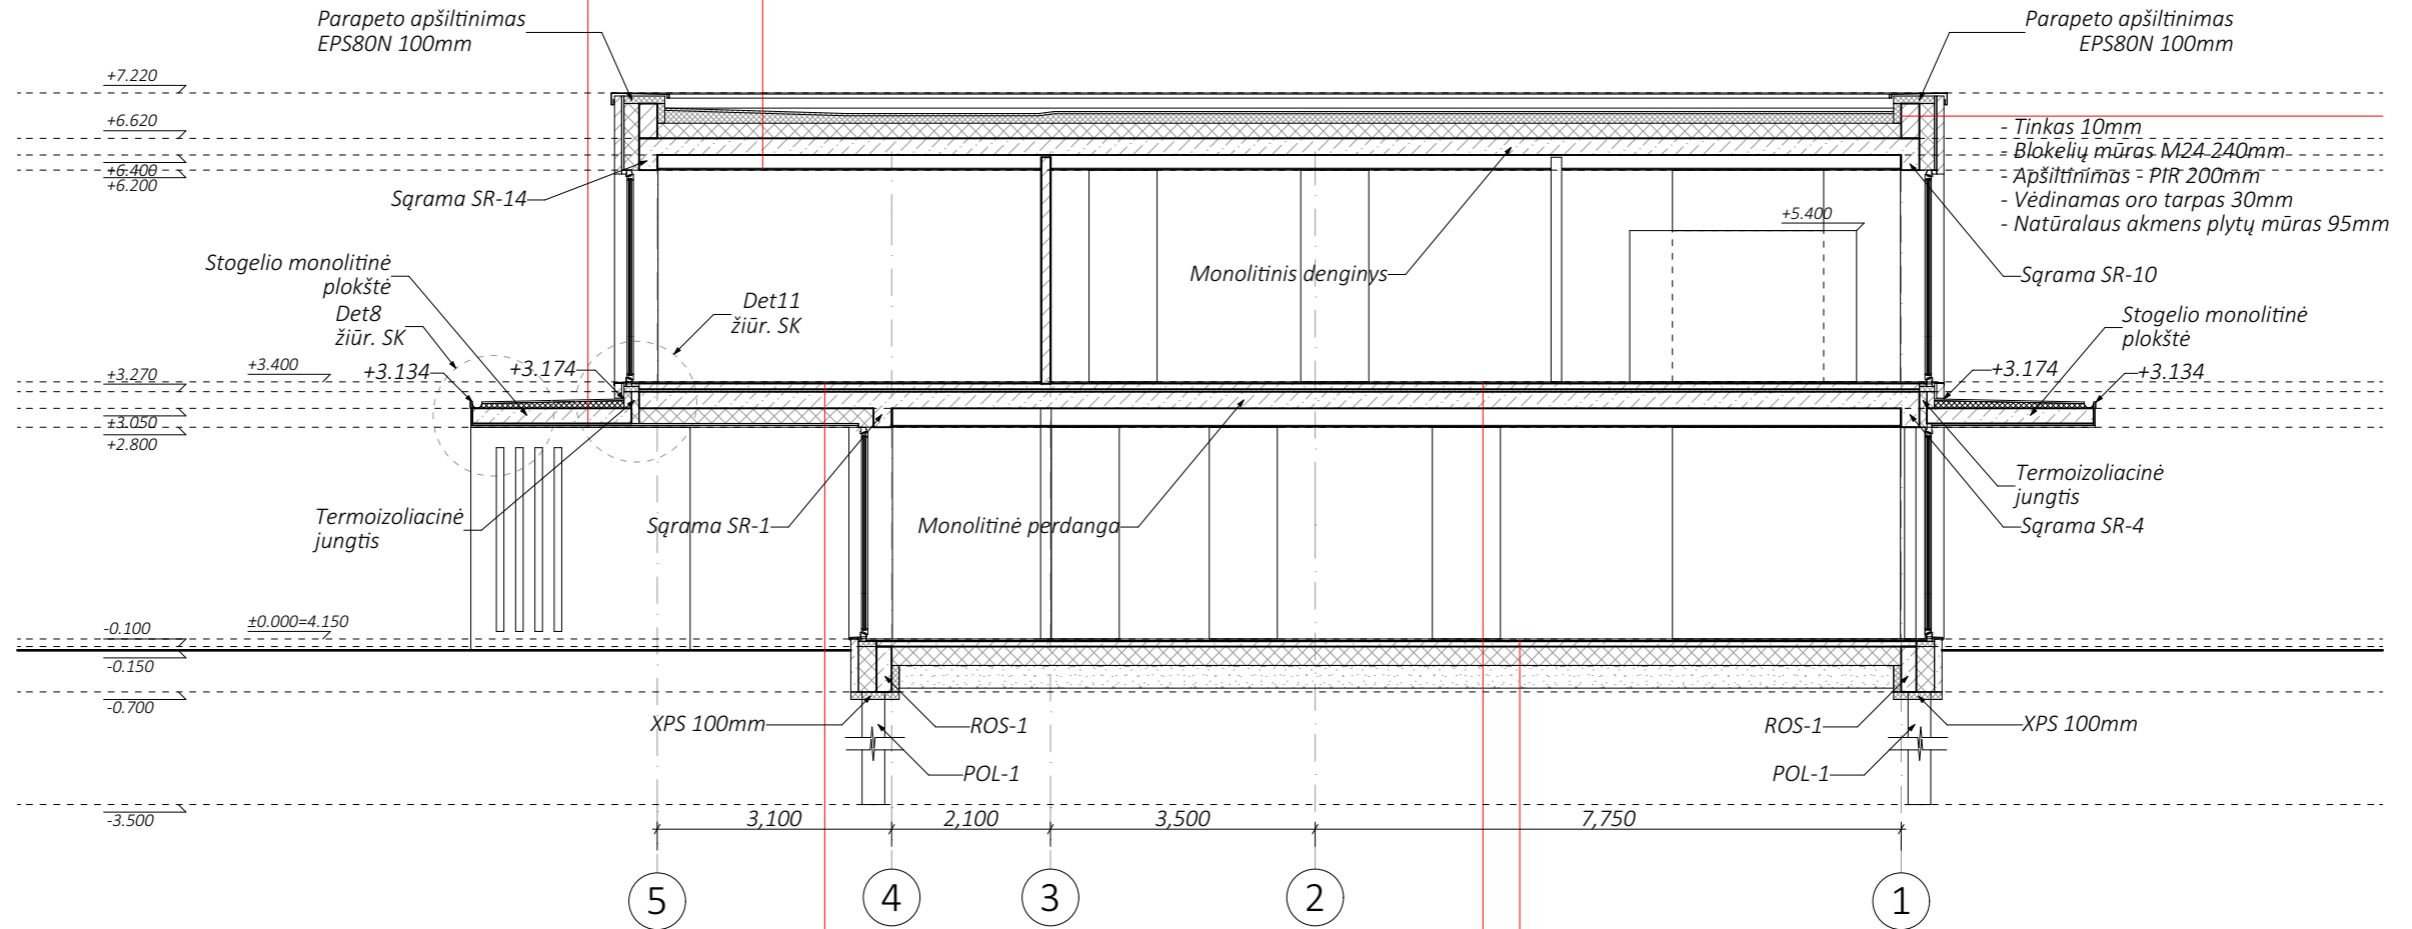 Parapeto apšiltinimas
EPS80N 100mm
Parapeto apšiltinimas
EPS80N 100mm
+7.220
+6.620
+6.400
+6.200
- Tinkas 10mm
- Blokelių mūras M24 240mm
- Apšiltinimas - PIR 200mm
- Vėdinamas oro tarpas 30mm
- Natūralaus akmens plytų mūras 95mm
Sąrama SR-14
+5.400
Stogelio monolitinė
plokštė
Det8
žiūr. SK
Det11
žiūr. SK
Monolitinis denginys
Sąrama SR-10
Stogelio monolitinė
plokštė
+3.400
+3.270
+3.134
+3.174
+3.174
+3.134
+3.050
+2.800
Termoizoliacinė
jungtis
Sąrama SR-1
Monolitinė perdanga
Termoizoliacinė
jungtis
Sąrama SR-4
-0.100
±0.000=4.150
-0.150
-0.700
XPS 100mm
ROS-1
POL-1
ROS-1
XPS 100mm
POL-1
-3.500
3,100
2,100
3,500
7,750
5
4
3
2
1